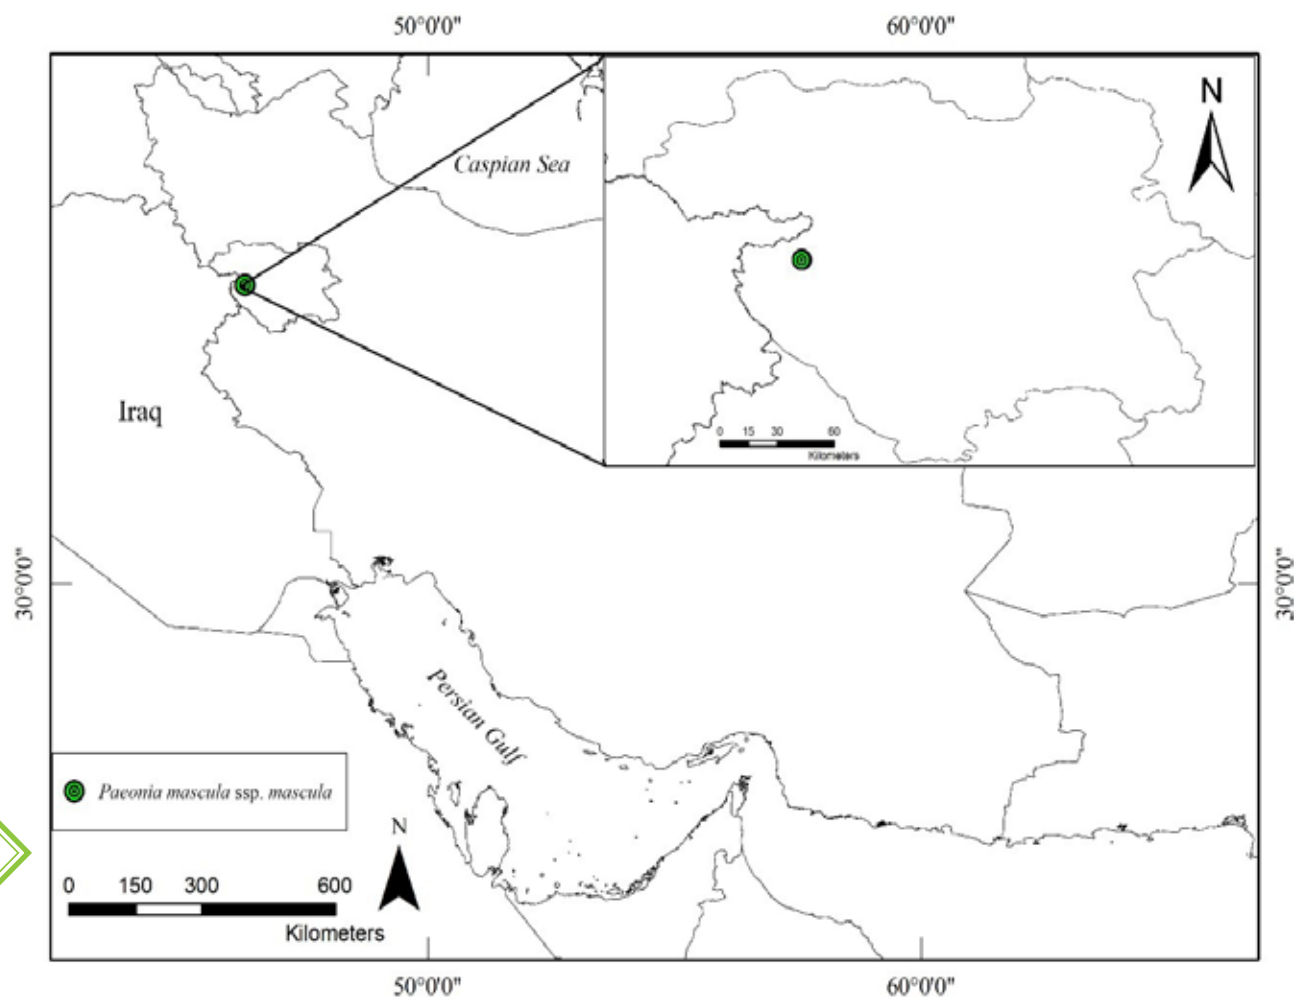 50°0'0"
60°0'0"
N
Caspian Sea
Iraq
0 15 30 60
Kilometers
30°0'0"
30°0'0"
Persian Gulf
Paeonia mascula ssp. mascula
N
0 150 300 600
Kilometers
50°0'0"
60°0'0"